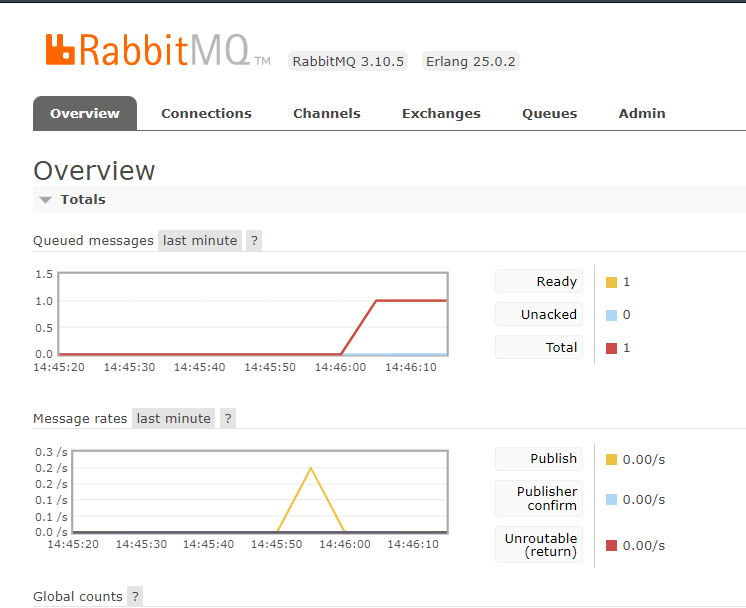 RabbitMQ TM RabbitMQ 3.10.5 Erlang 25.0.2
Overview Connections Channels Exchanges Queues Admin
Overview
Totals
Queued messages last minute ?
1.5
1.0
0.5
0.0
14:45:20 14:45:30 14:45:40 14:45:50 14:46:00 14:46:10
Ready 1
Unacked 0
Total 1
Message rates last minute ?
0.3 /s
0.2 /s
0.2 /s
0.1 /s
0.1 /s
0.0 /s
14:45:20 14:45:30 14:45:40 14:45:50 14:46:00 14:46:10
Publish 0.00/s
Publisher
confirm 0.00/s
Unroutable
(return) 0.00/s
Global counts ?